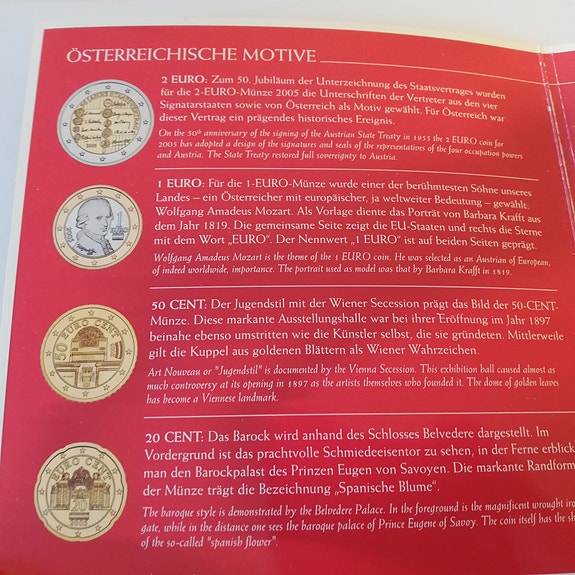 ÖSTERREICHISCHE MOTIVE
2 EURO: Zum 50. Jubiläum der Unterzeichnung des Staatsvertrages wurden
für die 2-EURO-Münze 2005 die Unterschriften der Vertreter aus den vier
Signatarstaaten sowie von Österreich als Motiv gewählt. Für Österreich war
dieser Vertrag ein prägendes historisches Ereignis.
On the 50th anniversary of the signing of the Austrian State Treaty in 1955 the 2 EURO coin for
2005 has adopted a design of the signatures and seals of the representatives of the four occupation powers
and Austria. The State Treaty restored full sovereignty to Austria.
1 EURO: Für die 1-EURO-Münze wurde einer der berühmtesten Söhne unseres
Landes – ein Österreicher mit europäischer, ja weltweiter Bedeutung – gewählt:
Wolfgang Amadeus Mozart. Als Vorlage diente das Porträt von Barbara Krafft aus
dem Jahr 1819. Die gemeinsame Seite zeigt die EU-Staaten und rechts die Sterne
mit dem Wort „EURO". Der Nennwert „1 EURO" ist auf beiden Seiten geprägt.
Wolfgang Amadeus Mozart is the theme of the 1 EURO coin. He was selected as an Austrian of European,
of indeed worldwide, importance. The portrait used as model was that by Barbara Krafft in 1819.
50 EURO CENT
50 CENT: Der Jugendstil mit der Wiener Secession prägt das Bild der 50-CENT-
Münze. Diese markante Ausstellungshalle war bei ihrer Eröffnung im Jahr 1897
beinahe ebenso umstritten wie die Künstler selbst, die sie gründeten. Mittlerweile
gilt die Kuppel aus goldenen Blättern als Wiener Wahrzeichen.
Art Nouveau or "Jugendstil" is documented by the Vienna Secession. This exhibition hall caused almost as
much controversy at its opening in 1897 as the artists themselves who founded it. The dome of golden leaves
has become a Viennese landmark.
EURO CENT
20
20 CENT: Das Barock wird anhand des Schlosses Belvedere dargestellt. Im
Vordergrund ist das prachtvolle Schmiedeeisentor zu sehen, in der Ferne erblick
man den Barockpalast des Prinzen Eugen von Savoyen. Die markante Randform
der Münze trägt die Bezeichnung „Spanische Blume".
The baroque style is demonstrated by the Belvedere Palace. In the foreground is the magnificent wrought iro
gate, while in the distance one sees the baroque palace of Prince Eugene of Savoy. The coin itself has the sh
of the so-called "spanish flower".